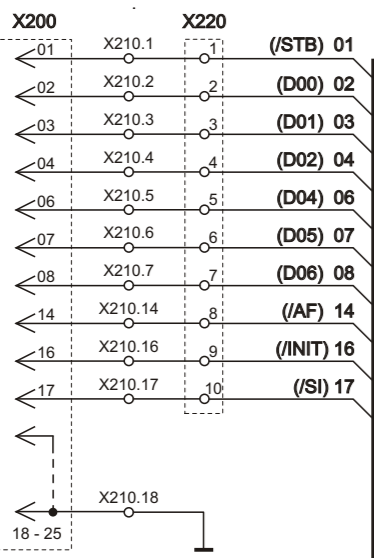 X200 X220
01 X210.1 1 (/STB) 01
02 X210.2 2 (D00) 02
03 X210.3 3 (D01) 03
04 X210.4 4 (D02) 04
06 X210.5 5 (D04) 06
07 X210.6 6 (D05) 07
08 X210.7 7 (D06) 08
14 X210.14 8 (/AF) 14
16 X210.16 9 (/INIT) 16
17 X210.17 10 (/SI) 17
X210.18
18 - 25